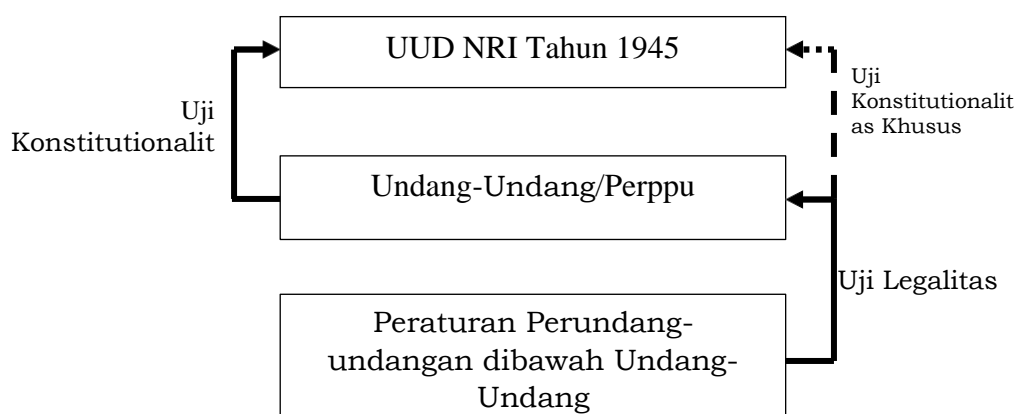 UUD NRI Tahun 1945
Uji
Konstitutionalit
as Khusus
Uji
Konstitutionalit
Undang-Undang/Perppu
Uji Legalitas
Peraturan Perundang-
undangan dibawah Undang-
Undang